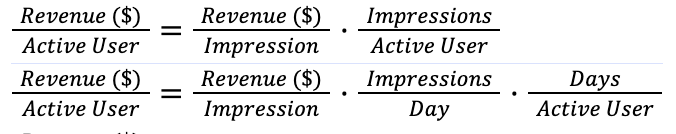 Revenue ($) / Active User = Revenue ($) / Impression · Impressions / Active User
Revenue ($) / Active User = Revenue ($) / Impression · Impressions / Day · Days / Active User